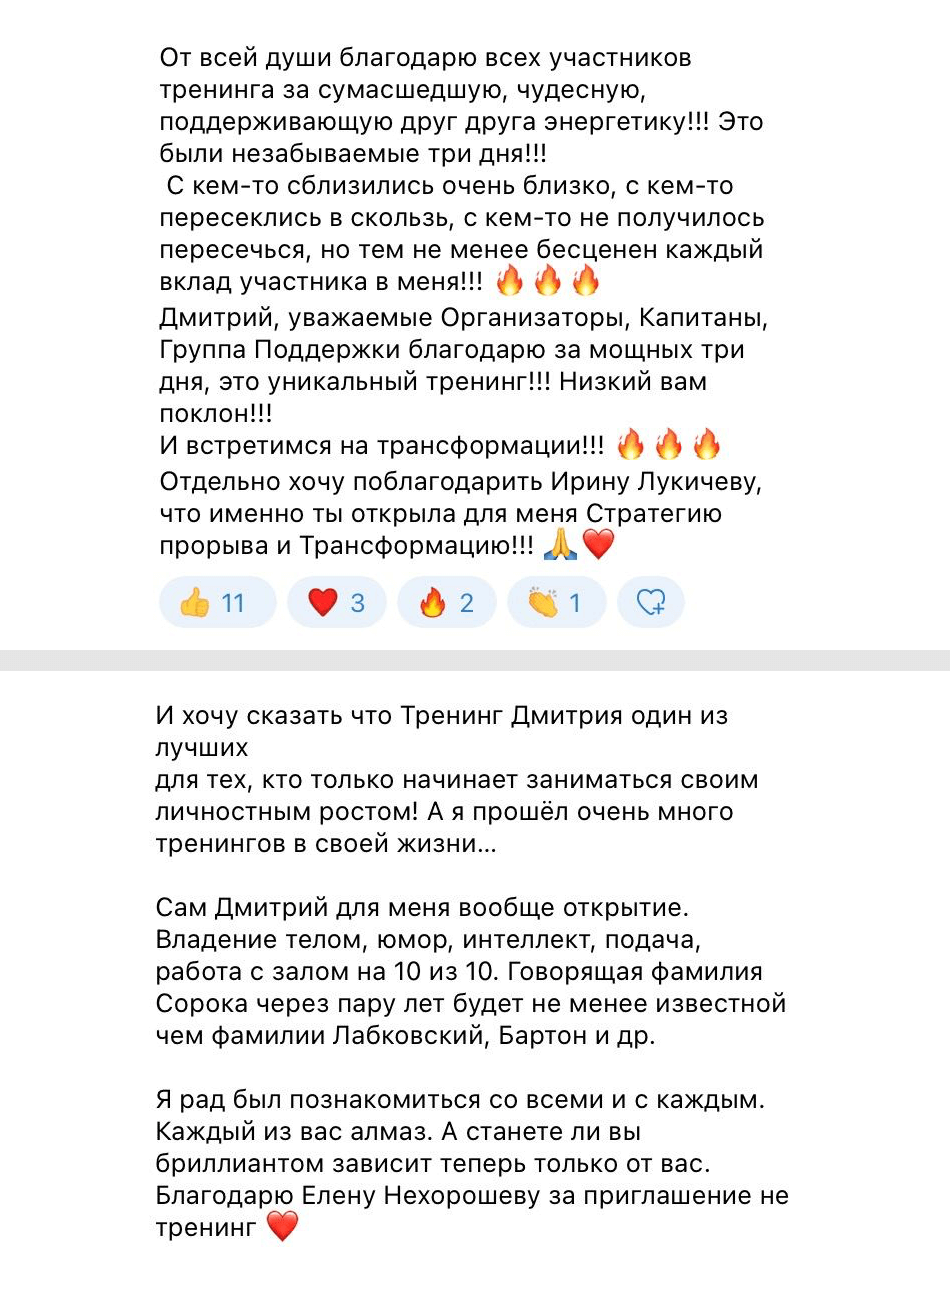 От всей души благодарю всех участников
тренинга за сумасшедшую, чудесную,
поддерживающую друг друга энергетику!!! Это
были незабываемые три дня!!!
С кем-то сблизились очень близко, с кем-то
пересеклись в скользь, с кем-то не получилось
пересечься, но тем не менее бесценен каждый
вклад участника в меня!!! 🔥🔥🔥
Дмитрий, уважаемые Организаторы, Капитаны,
Группа Поддержки благодарю за мощных три
дня, это уникальный тренинг!!! Низкий вам
поклон!!!
И встретимся на трансформации!!! 🔥🔥🔥
Отдельно хочу поблагодарить Ирину Лукичеву,
что именно ты открыла для меня Стратегию
прорыва и Трансформацию!!! 🙏❤️
👍 11 ❤️ 3 🔥 2 👏 1
И хочу сказать что Тренинг Дмитрия один из
лучших
для тех, кто только начинает заниматься своим
личностным ростом! А я прошёл очень много
тренингов в своей жизни...
Сам Дмитрий для меня вообще открытие.
Владение телом, юмор, интеллект, подача,
работа с залом на 10 из 10. Говорящая фамилия
Сорока через пару лет будет не менее известной
чем фамилии Лабковский, Бартон и др.
Я рад был познакомиться со всеми и с каждым.
Каждый из вас алмаз. А станете ли вы
бриллиантом зависит теперь только от вас.
Благодарю Елену Нехорошеву за приглашение не
тренинг ❤️